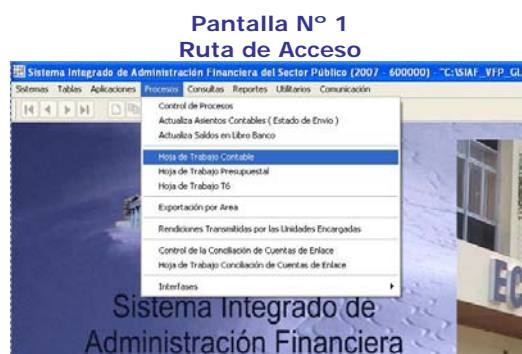 Pantalla Nº 1
Ruta de Acceso
Sistema Integrado de Administración Financiera del Sector Público (2007 - 600000) - "C:\SIAF_VFP_GL
Sistemas Tablas Aplicaciones Procesos Consultas Reportes Utilitarios Comunicación
Control de Procesos
Actualiza Asientos Contables ( Estado de Envio )
Actualiza Saldos en Libro Banco
Hoja de Trabajo Contable
Hoja de Trabajo Presupuestal
Hoja de Trabajo T6
Exportación por Area
Rendiciones Transmitidas por las Unidades Encargadas
Control de la Conciliación de Cuentas de Enlace
Hoja de Trabajo Conciliación de Cuentas de Enlace
Interfases
EC
Sistema Integrado de
Administración Financiera